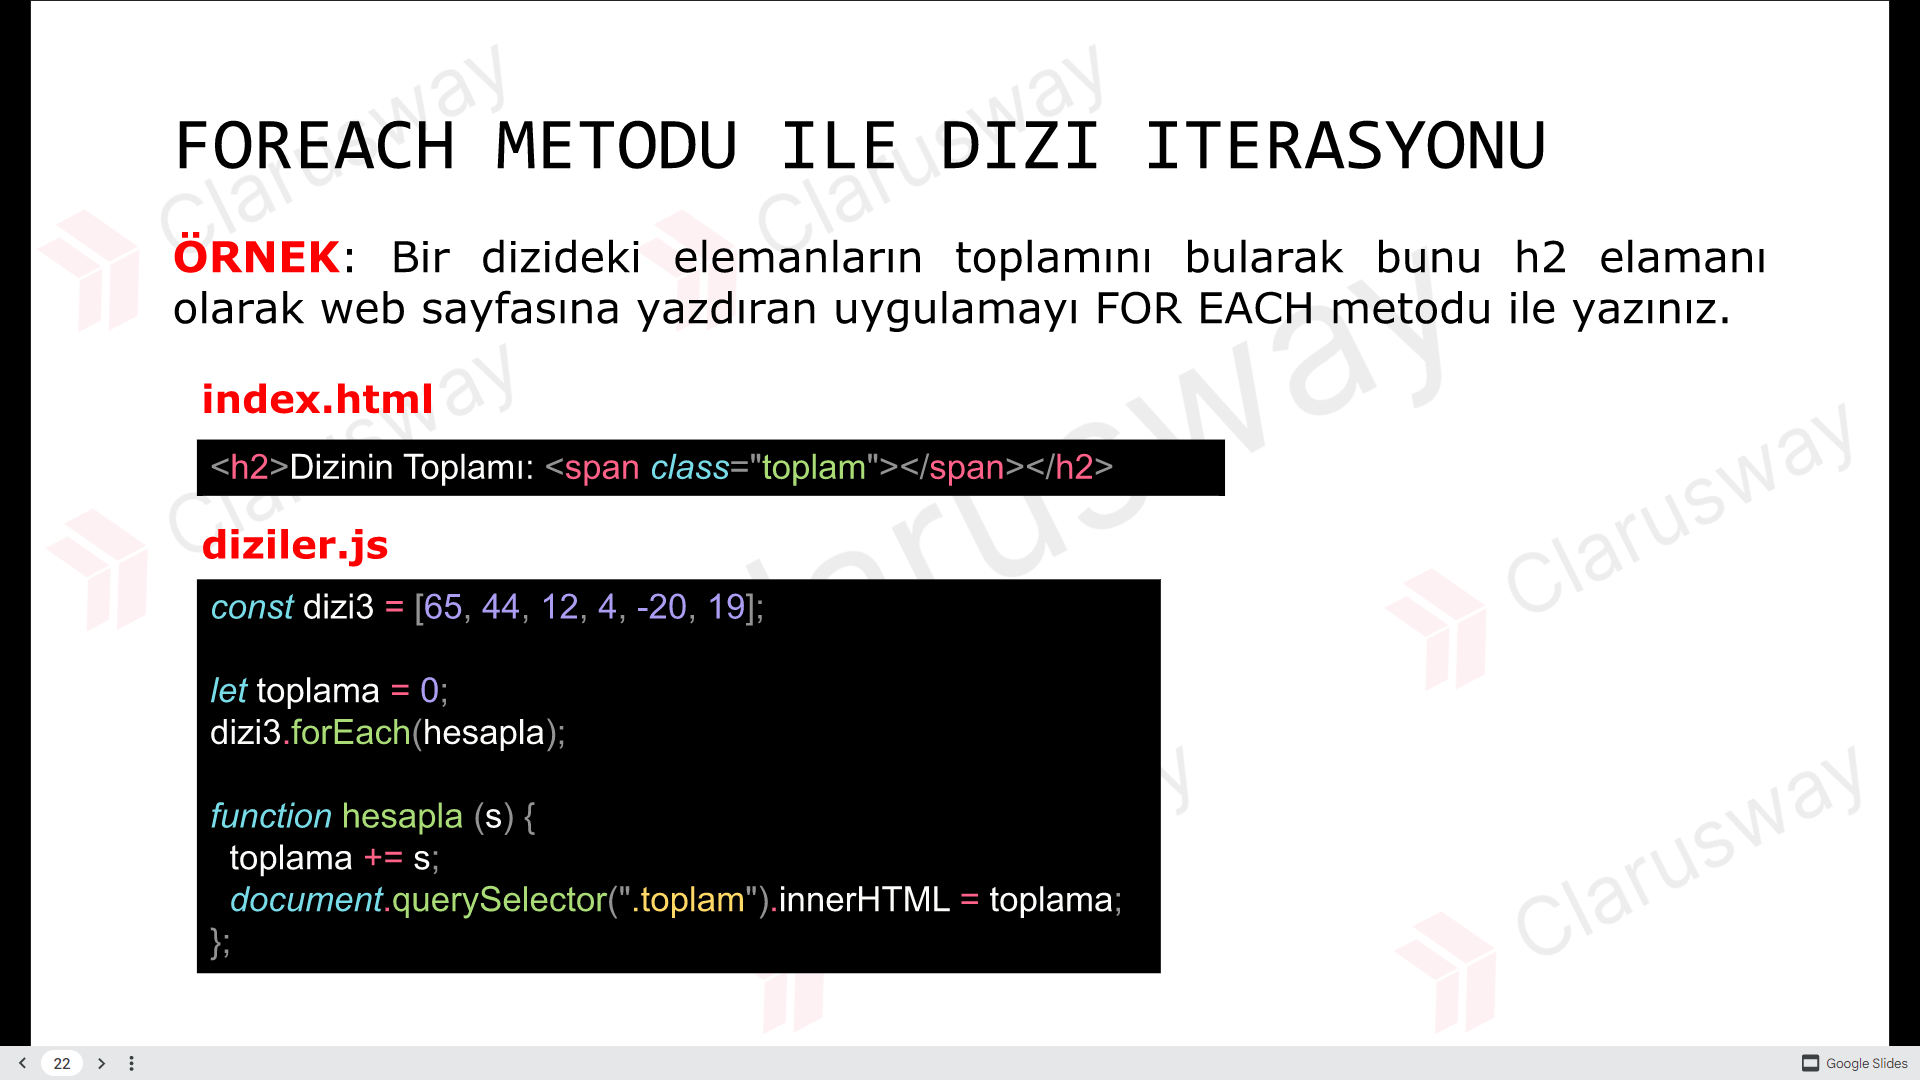 FOREACH METODU ILE DIZI ITERASYONU
ÖRNEK: Bir dizideki elemanların toplamını bularak bunu h2 elamanı
olarak web sayfasına yazdıran uygulamayı FOR EACH metodu ile yazınız.
index.html
<h2>Dizinin Toplamı: <span class="toplam"></span></h2>
diziler.js
const dizi3 = [65, 44, 12, 4, -20, 19];
let toplama = 0;
dizi3.forEach(hesapla);
function hesapla (s) {
toplama += s;
document.querySelector(".toplam").innerHTML = toplama;
};
Clarusway
Clarusway
Clarusway
Clarusway
Clarusway
22
Google Slides